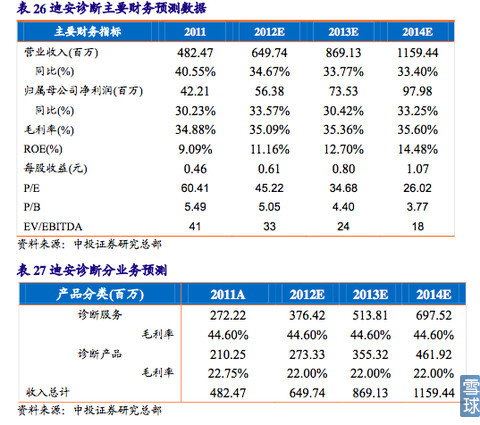 表 26 迪安诊断主要财务预测数据
主要财务指标 2011 2012E 2013E 2014E
营业收入(百万) 482.47 649.74 869.13 1159.44
同比(%) 40.55% 34.67% 33.77% 33.40%
归属母公司净利润(百万) 42.21 56.38 73.53 97.98
同比(%) 30.23% 33.57% 30.42% 33.25%
毛利率(%) 34.88% 35.09% 35.36% 35.60%
ROE(%) 9.09% 11.16% 12.70% 14.48%
每股收益(元) 0.46 0.61 0.80 1.07
P/E 60.41 45.22 34.68 26.02
P/B 5.49 5.05 4.40 3.77
EV/EBITDA 41 33 24 18
资料来源：中投证券研究总部
表 27 迪安诊断分业务预测
产品分类(百万) 2011A 2012E 2013E 2014E
诊断服务 272.22 376.42 513.81 697.52
毛利率 44.60% 44.60% 44.60% 44.60%
诊断产品 210.25 273.33 355.32 461.92
毛利率 22.75% 22.00% 22.00% 22.00%
收入总计 482.47 649.74 869.13 1159.44
资料来源：中投证券研究总部
雪球